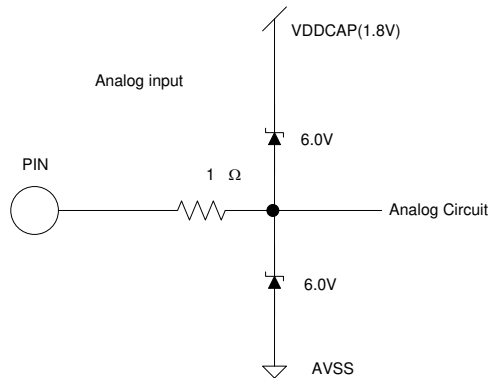 VDDCAP(1.8V)
Analog input
6.0V
PIN
1 Ω
Analog Circuit
6.0V
AVSS